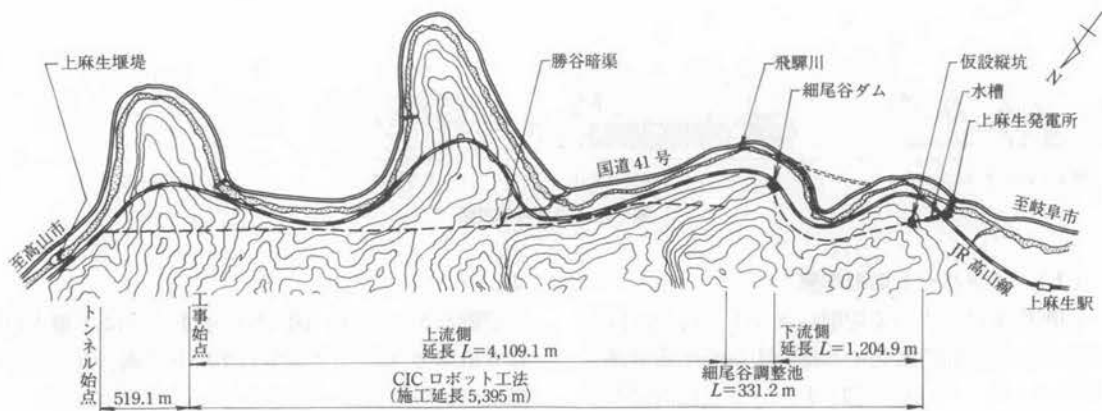 上麻生堰堤
勝谷暗渠
飛驒川
細尾谷ダム
仮設縦坑
水槽
上麻生発電所
N
国道41号
至高山市
至岐阜市
JR高山線
上麻生駅
トンネル始点
工事始点
上流側
延長 L=4,109.1 m
下流側
延長 L=1,204.9 m
519.1 m
CIC ロボット工法
(施工延長 5,395 m)
細尾谷調整池
L=331.2 m